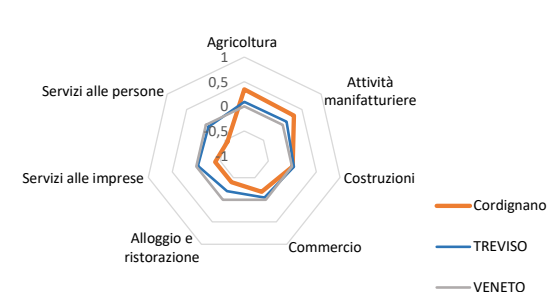 Agricoltura
1
0,5
0
-0,5
-1
Attività
manifatturiere
Costruzioni
Commercio
Alloggio e
ristorazione
Servizi alle imprese
Servizi alle persone
Cordignano
TREVISO
VENETO